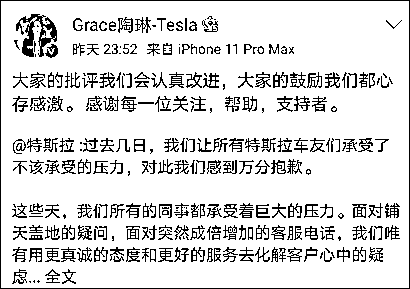 Grace陶琳-Tesla
昨天 23:52 来自 iPhone 11 Pro Max
大家的批评我们会认真改进，大家的鼓励我们都心
存感激。感谢每一位关注，帮助，支持者。
@特斯拉 :过去几日，我们让所有特斯拉车友们承受了
不该承受的压力，对此我们感到万分抱歉。
这些天，我们所有的同事都承受着巨大的压力。面对铺
天盖地的疑问，面对突然成倍增加的客服电话，我们唯
有用更真诚的态度和更好的服务去化解客户心中的疑
虑... 全文